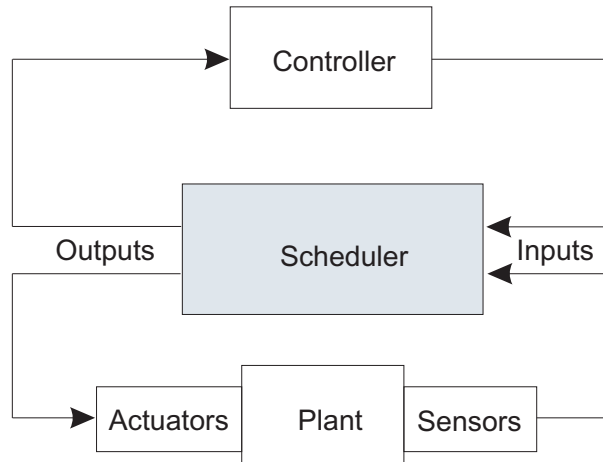 Controller
Outputs
Scheduler
Inputs
Actuators
Plant
Sensors